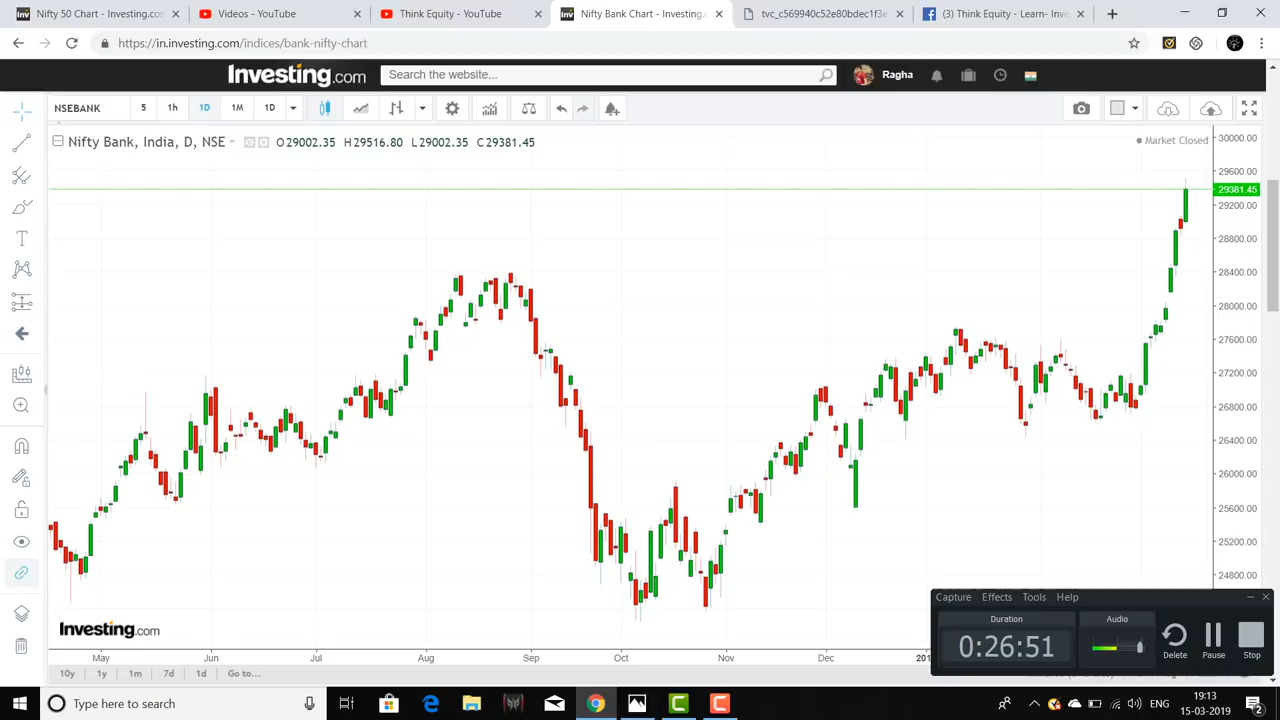 Nifty 50 Chart - Investing.com
Videos - YouTube
Think Equity - YouTube
Nifty Bank Chart - Investing.com
tvc_c569940c52e80bdec1f3e
(3) Think Equity - Learn- Inves
https://in.investing.com/indices/bank-nifty-chart
Investing.com
Search the website...
Ragha
NSEBANK
5
1h
1D
1M
1D
Nifty Bank, India, D, NSE
O29002.35 H29516.80 L29002.35 C29381.45
Market Closed
30000.00
29600.00
29381.45
29200.00
28800.00
28400.00
28000.00
27600.00
27200.00
26800.00
26400.00
26000.00
25600.00
25200.00
24800.00
Investing.com
May
Jun
Jul
Aug
Sep
Oct
Nov
Dec
201
10y
1y
1m
7d
1d
Go to...
Capture
Effects
Tools
Help
Duration
0:26:51
Audio
Delete
Pause
Stop
Type here to search
ENG
19:13
15-03-2019
2